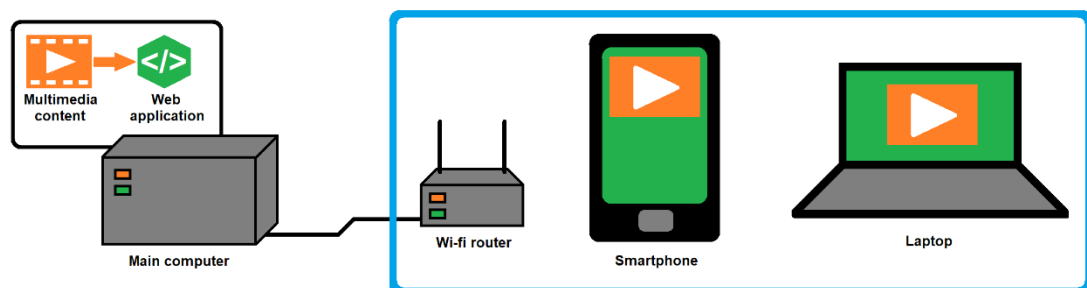 Multimedia
content
Web
application
Main computer
Wi-fi router
Smartphone
Laptop